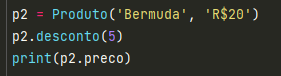 p2 = Produto('Bermuda', 'R$20')
p2.desconto(5)
print(p2.preco)